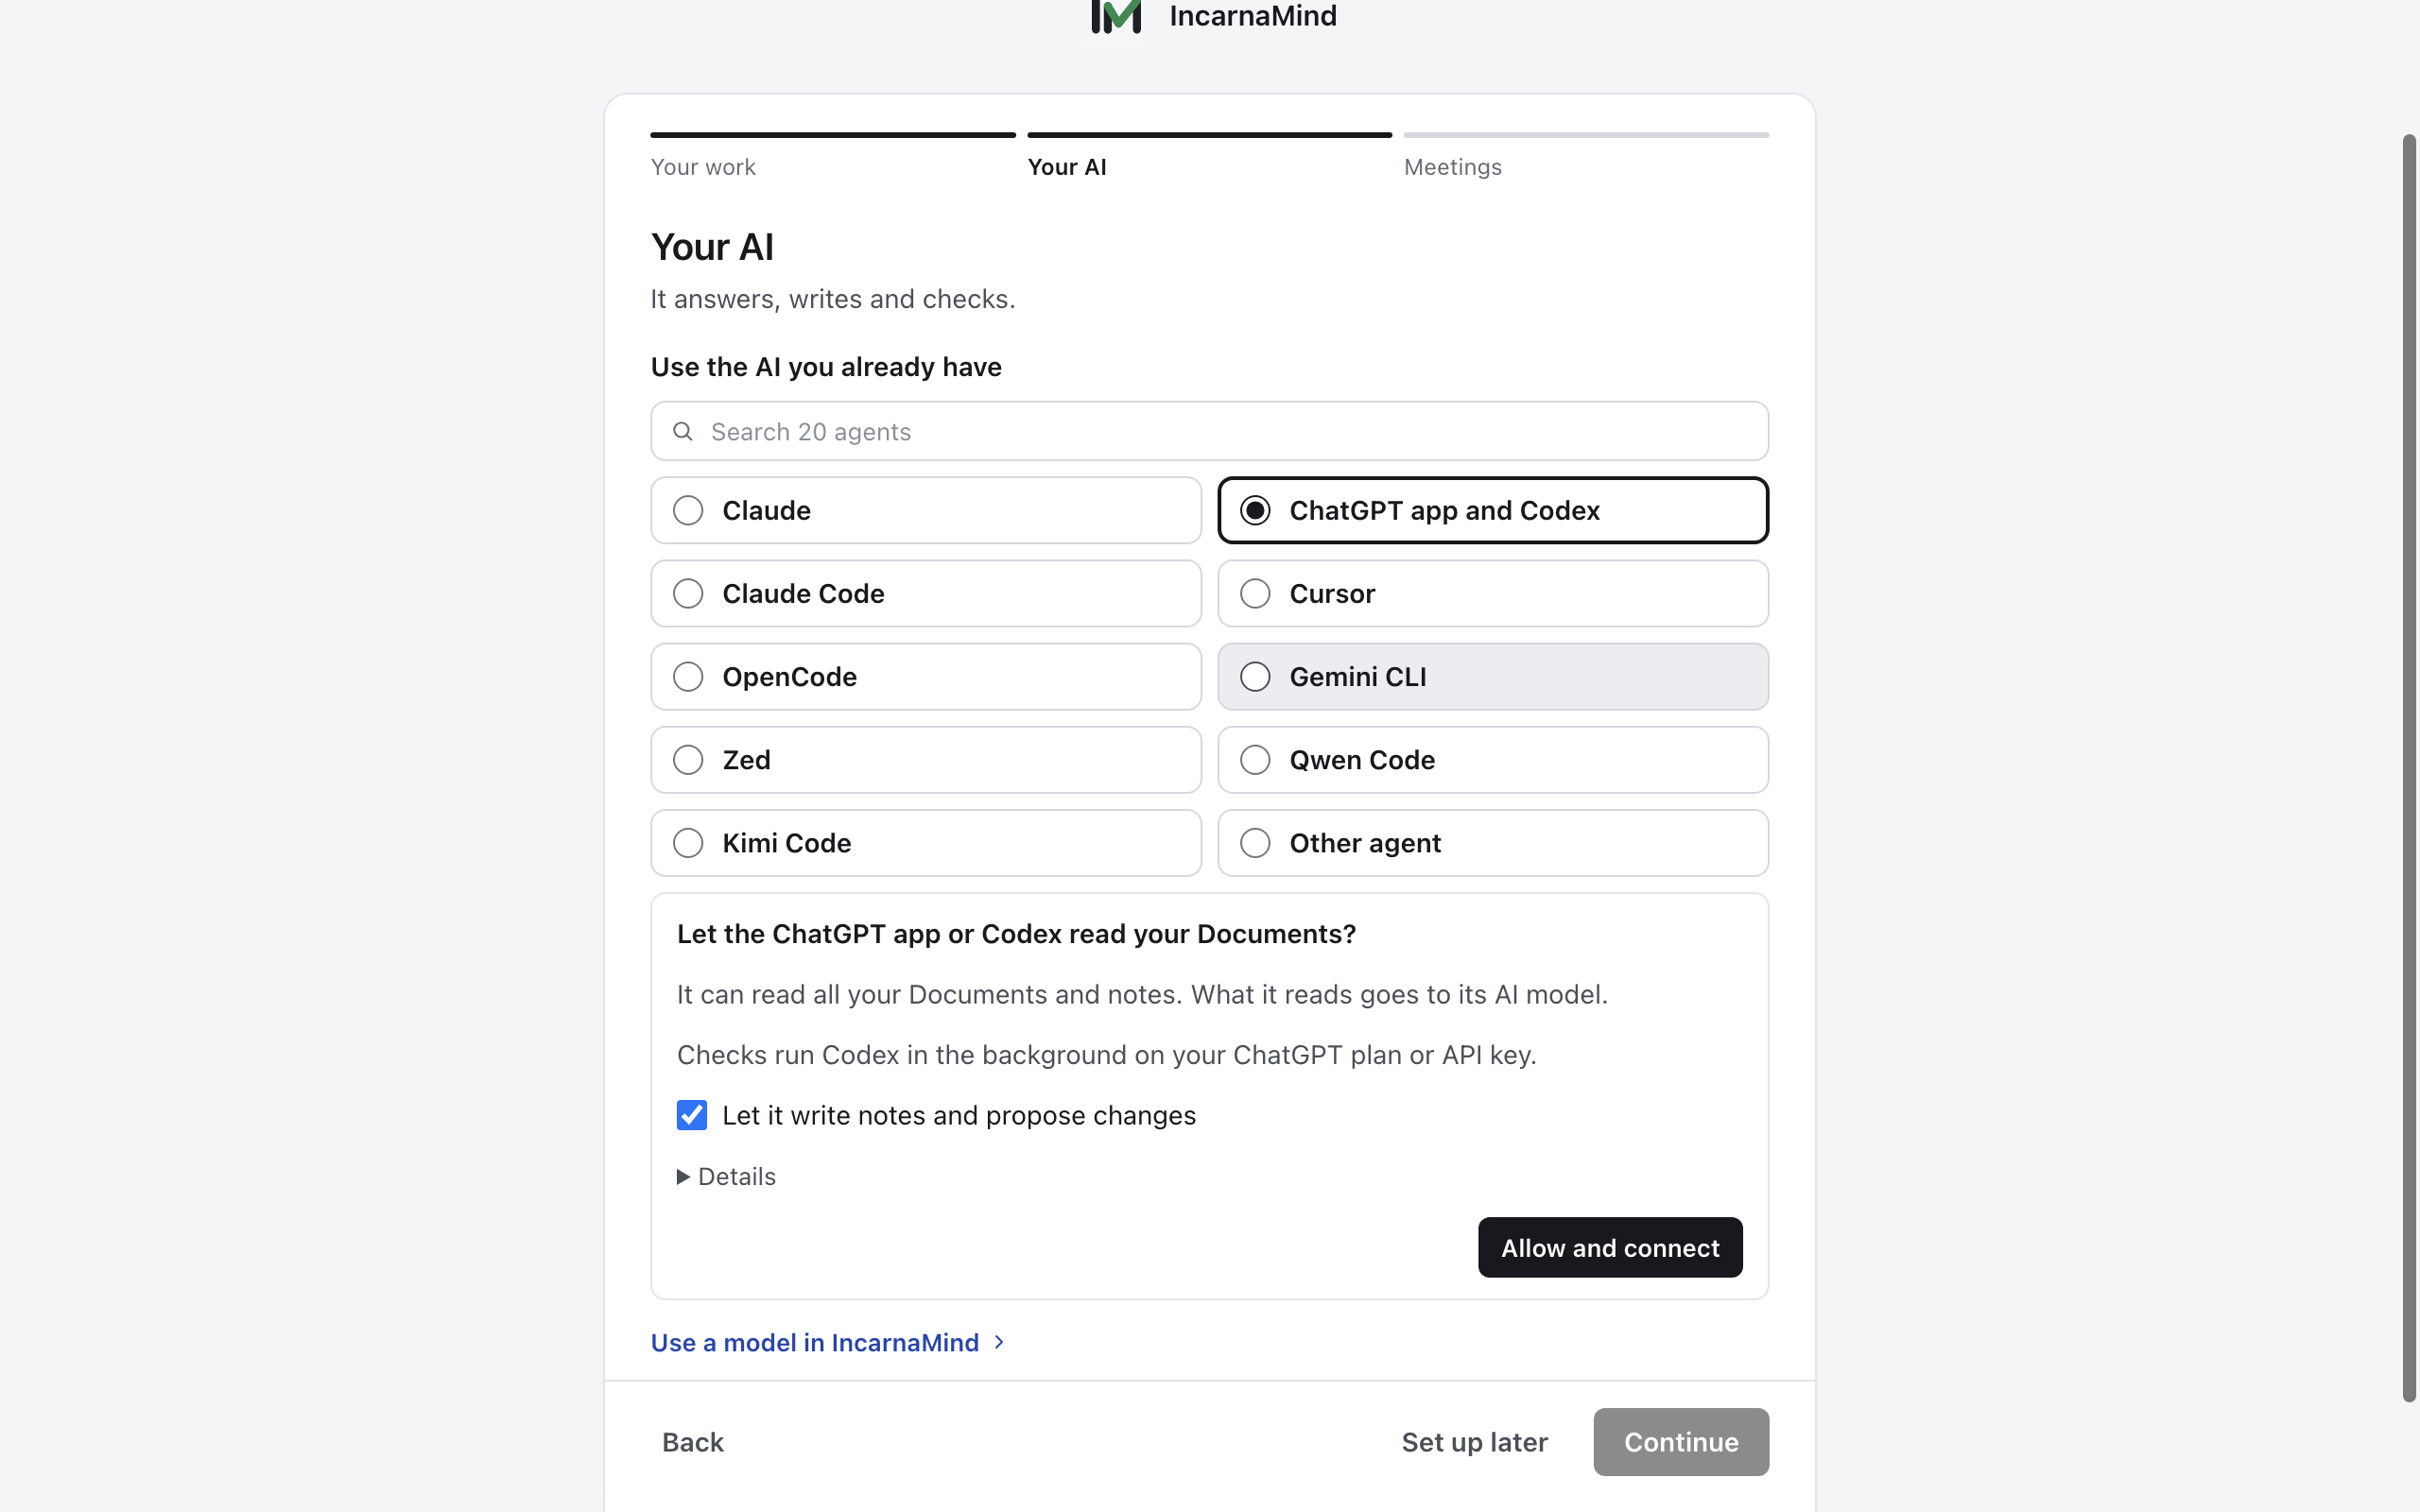 IncarnaMind
Your work
Your AI
Meetings
Your AI
It answers, writes and checks.
Use the AI you already have
Search 20 agents
Claude
ChatGPT app and Codex
Claude Code
Cursor
OpenCode
Gemini CLI
Zed
Qwen Code
Kimi Code
Other agent
Let the ChatGPT app or Codex read your Documents?
It can read all your Documents and notes. What it reads goes to its AI model.
Checks run Codex in the background on your ChatGPT plan or API key.
Let it write notes and propose changes
Details
Allow and connect
Use a model in IncarnaMind
Back
Set up later
Continue